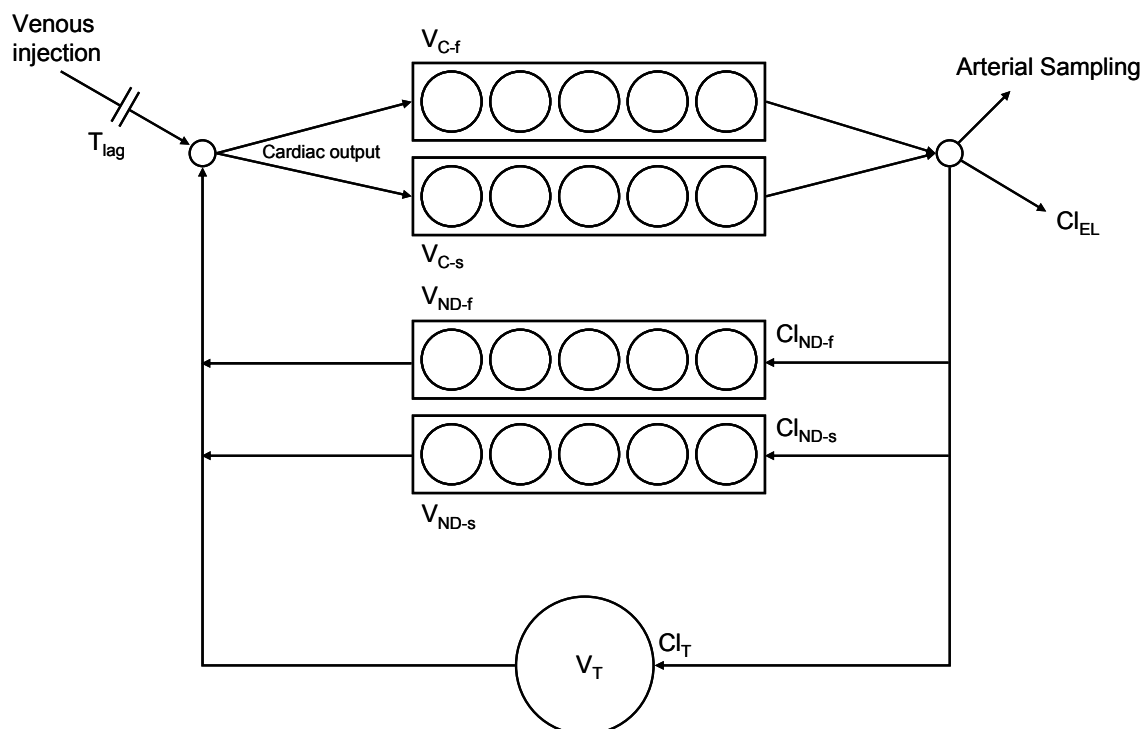 Venous
injection
T_lag
Cardiac output
V_C-f
V_C-s
Arterial Sampling
Cl_EL
V_ND-f
Cl_ND-f
Cl_ND-s
V_ND-s
V_T
Cl_T